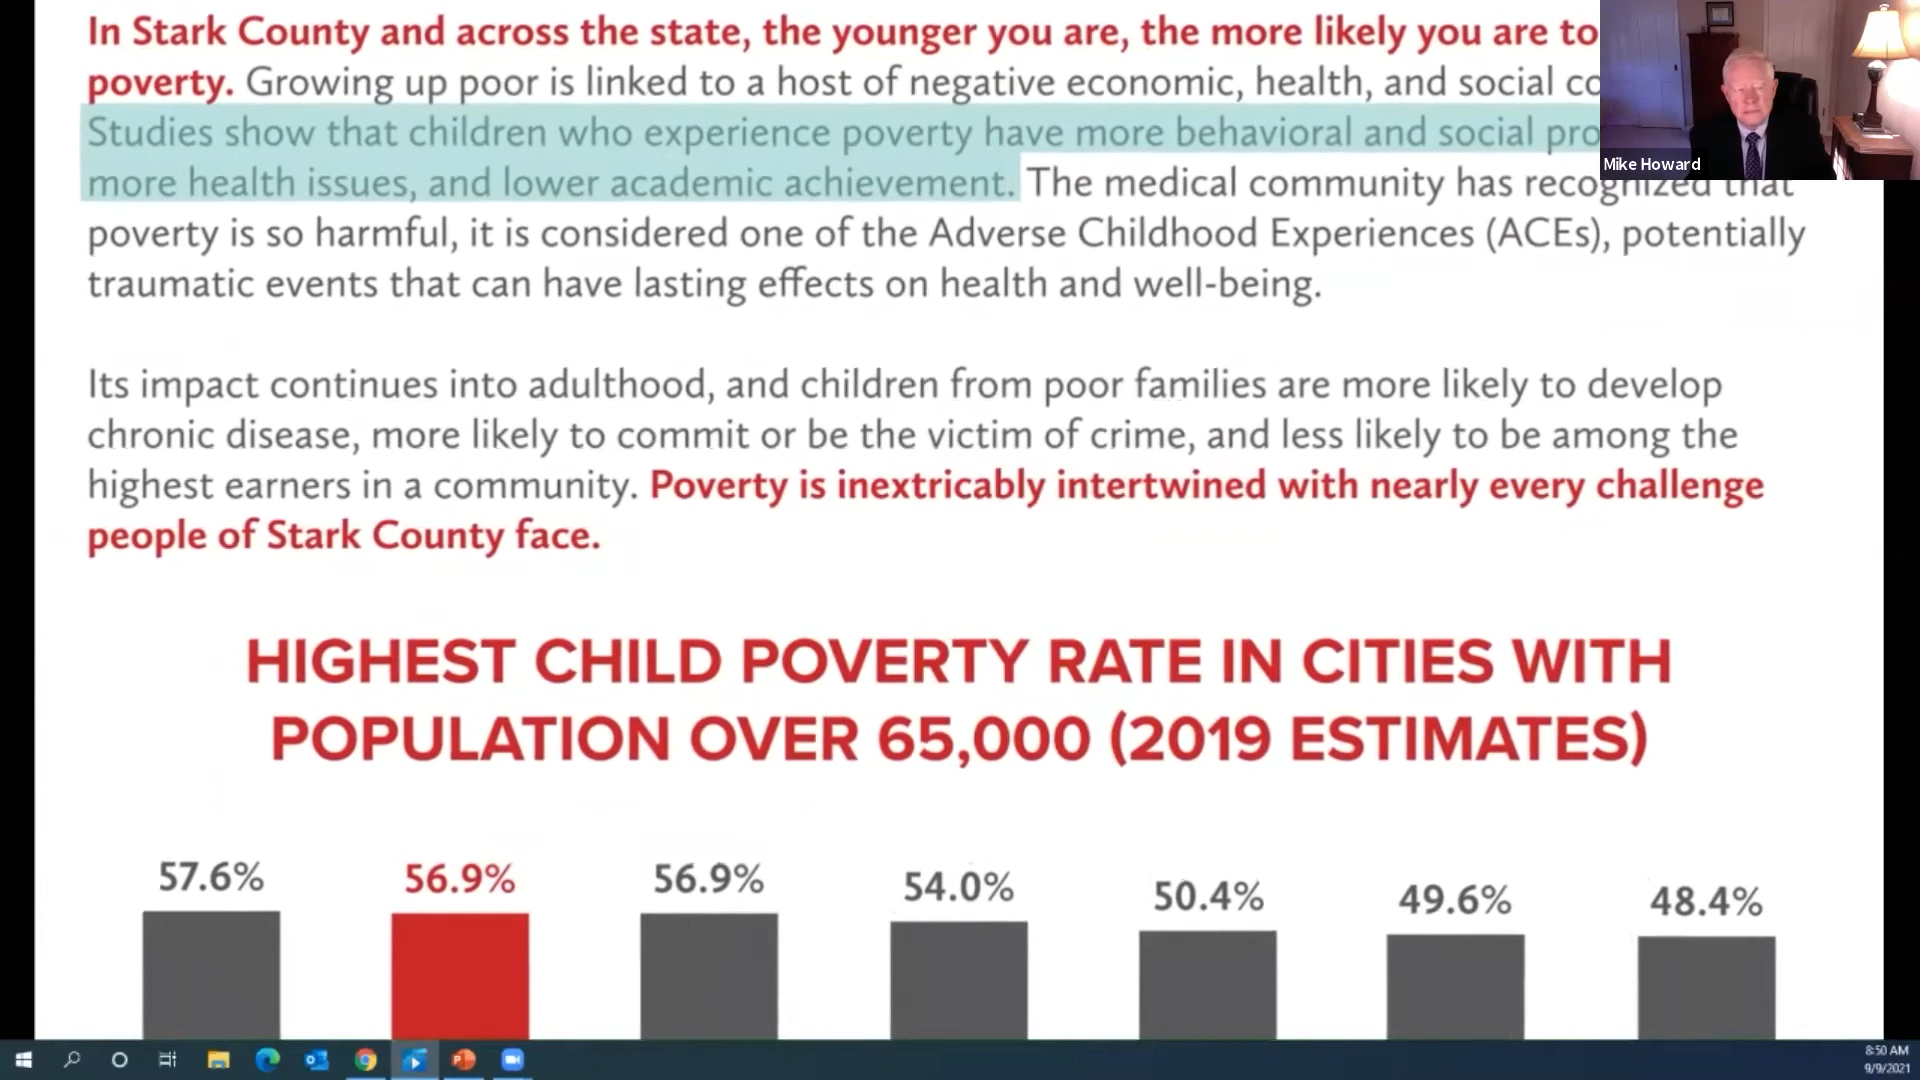 In Stark County and across the state, the younger you are, the more likely you are to
poverty. Growing up poor is linked to a host of negative economic, health, and social co
Studies show that children who experience poverty have more behavioral and social pro
more health issues, and lower academic achievement. The medical community has recognized that
poverty is so harmful, it is considered one of the Adverse Childhood Experiences (ACEs), potentially
traumatic events that can have lasting effects on health and well-being.
Its impact continues into adulthood, and children from poor families are more likely to develop
chronic disease, more likely to commit or be the victim of crime, and less likely to be among the
highest earners in a community. Poverty is inextricably intertwined with nearly every challenge
people of Stark County face.
HIGHEST CHILD POVERTY RATE IN CITIES WITH
POPULATION OVER 65,000 (2019 ESTIMATES)
57.6% 56.9% 56.9% 54.0% 50.4% 49.6% 48.4%
Mike Howard
8:50 AM
9/9/2021